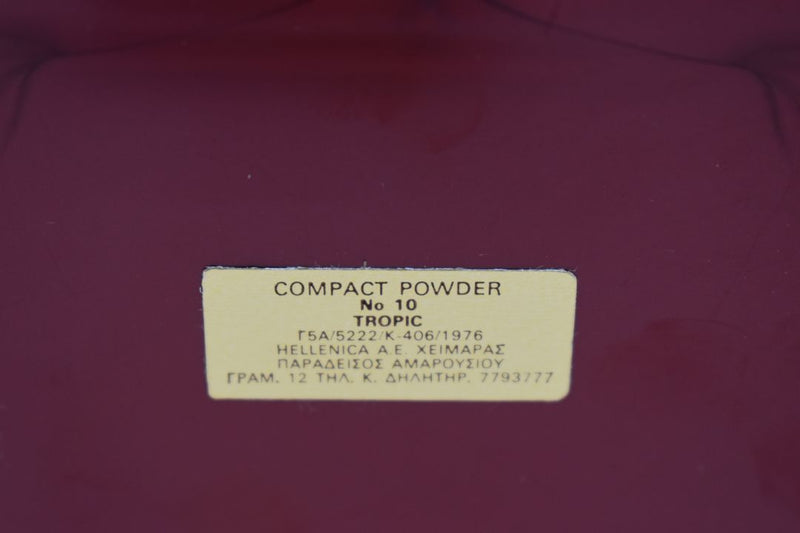 COMPACT POWDER
No 10
TROPIC
Γ5Α/5222/Κ-406/1976
HELLENICA A.E. ΧΕΙΜΑΡΑΣ
ΠΑΡΑΔΕΙΣΟΣ ΑΜΑΡΟΥΣΙΟΥ
ΓΡΑΜ. 12 ΤΗΛ. Κ. ΔΗΛΗΤΗΡ. 7793777